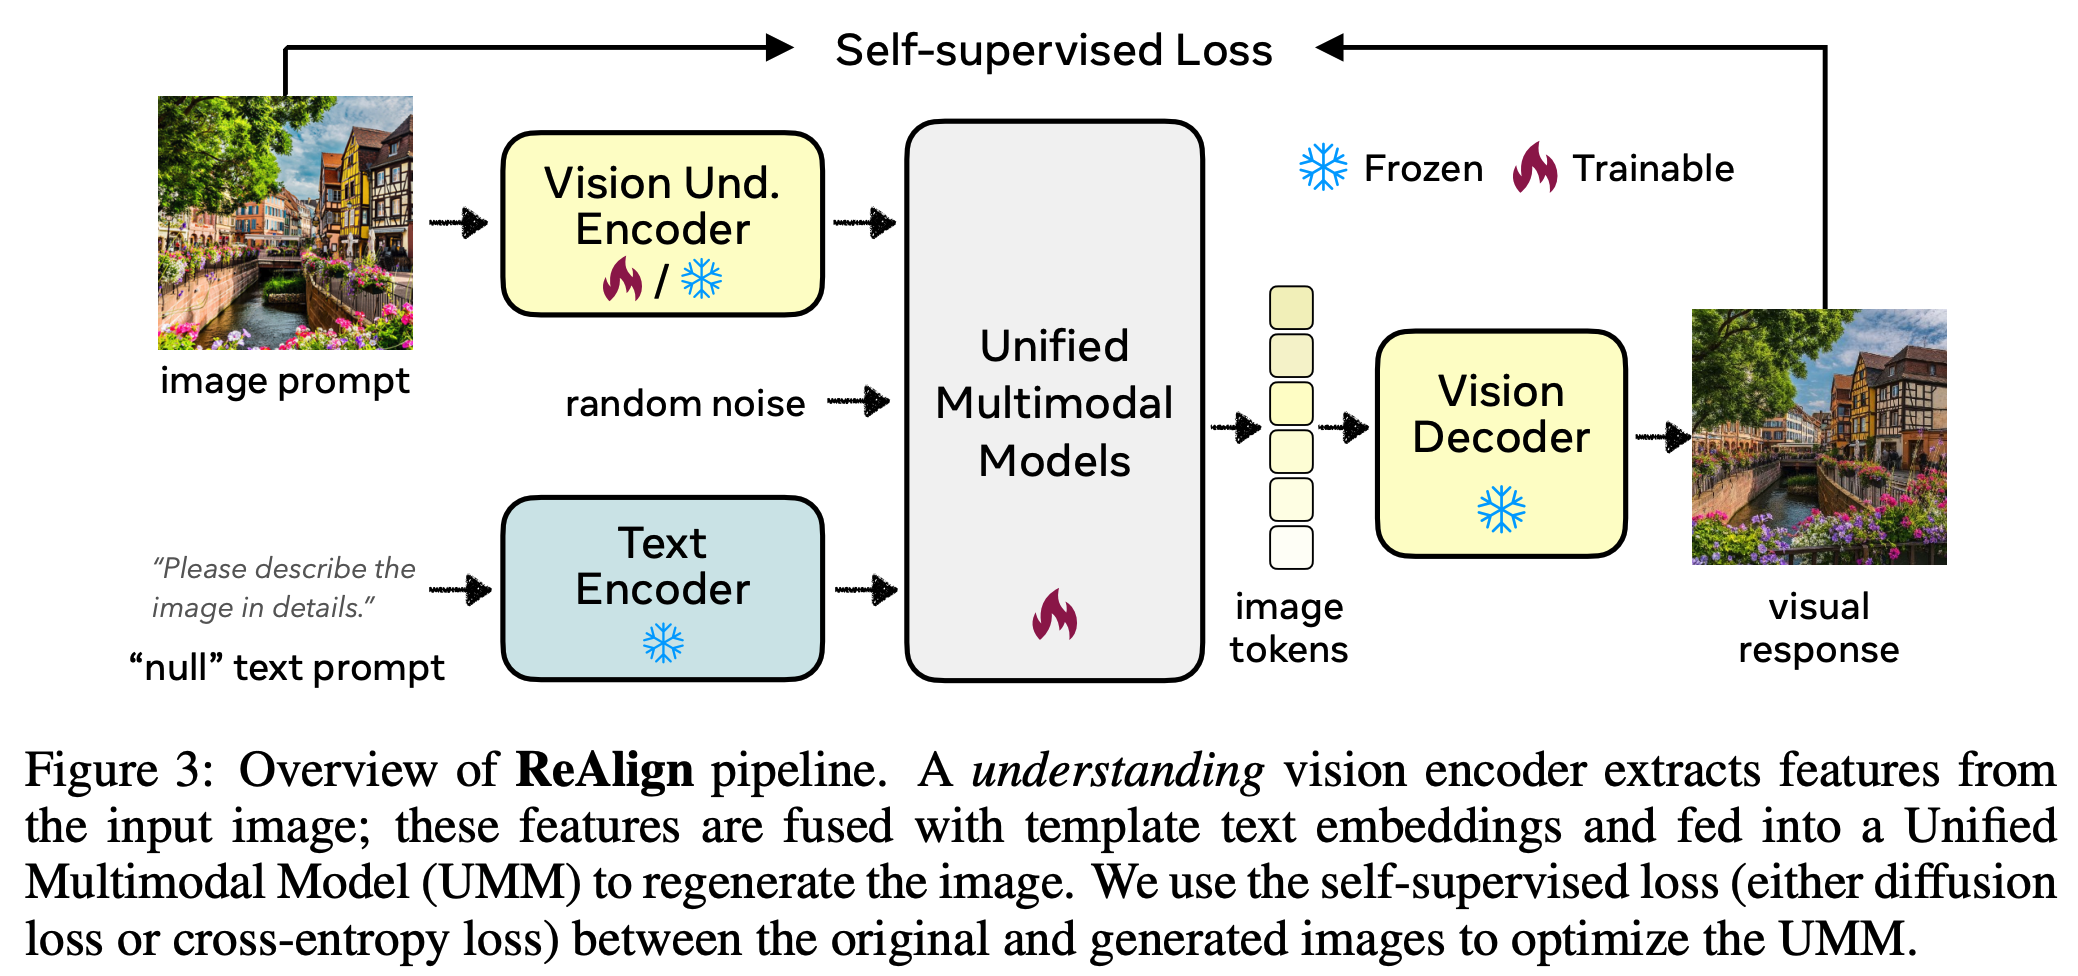 Self-supervised Loss
Vision Und.
Encoder
/
Frozen
Trainable
image prompt
random noise
Unified
Multimodal
Models
Vision
Decoder
"Please describe the
image in details."
"null" text prompt
Text
Encoder
image
tokens
visual
response
Figure 3: Overview of ReAlign pipeline. A understanding vision encoder extracts features from
the input image; these features are fused with template text embeddings and fed into a Unified
Multimodal Model (UMM) to regenerate the image. We use the self-supervised loss (either diffusion
loss or cross-entropy loss) between the original and generated images to optimize the UMM.